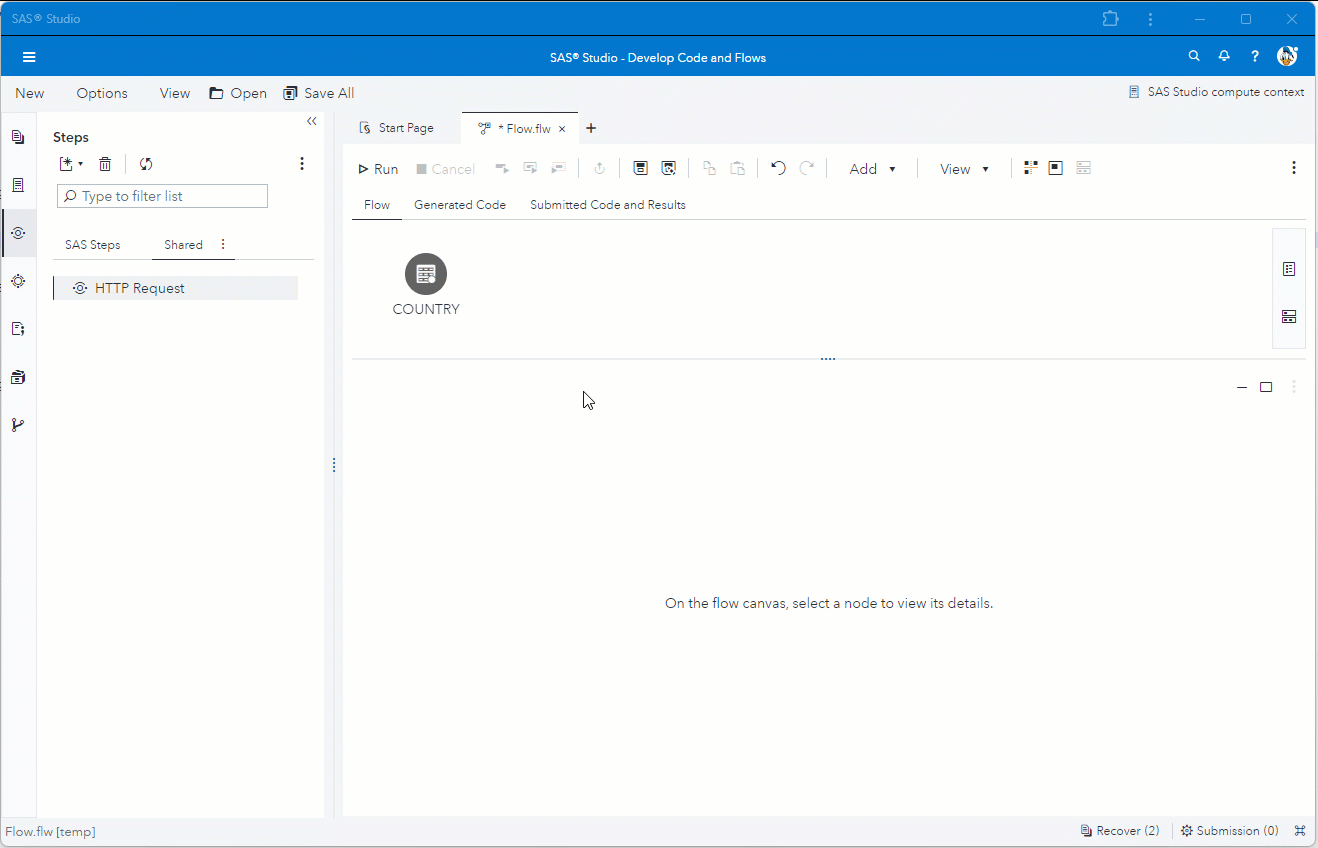 SAS® Studio
SAS® Studio - Develop Code and Flows
?
New Options View Open Save All
SAS Studio compute context
Steps
Start Page
* Flow.flw
Run Cancel Add View
Type to filter list
Flow Generated Code Submitted Code and Results
SAS Steps Shared
HTTP Request
COUNTRY
On the flow canvas, select a node to view its details.
Flow.flw [temp]
Recover (2) Submission (0)